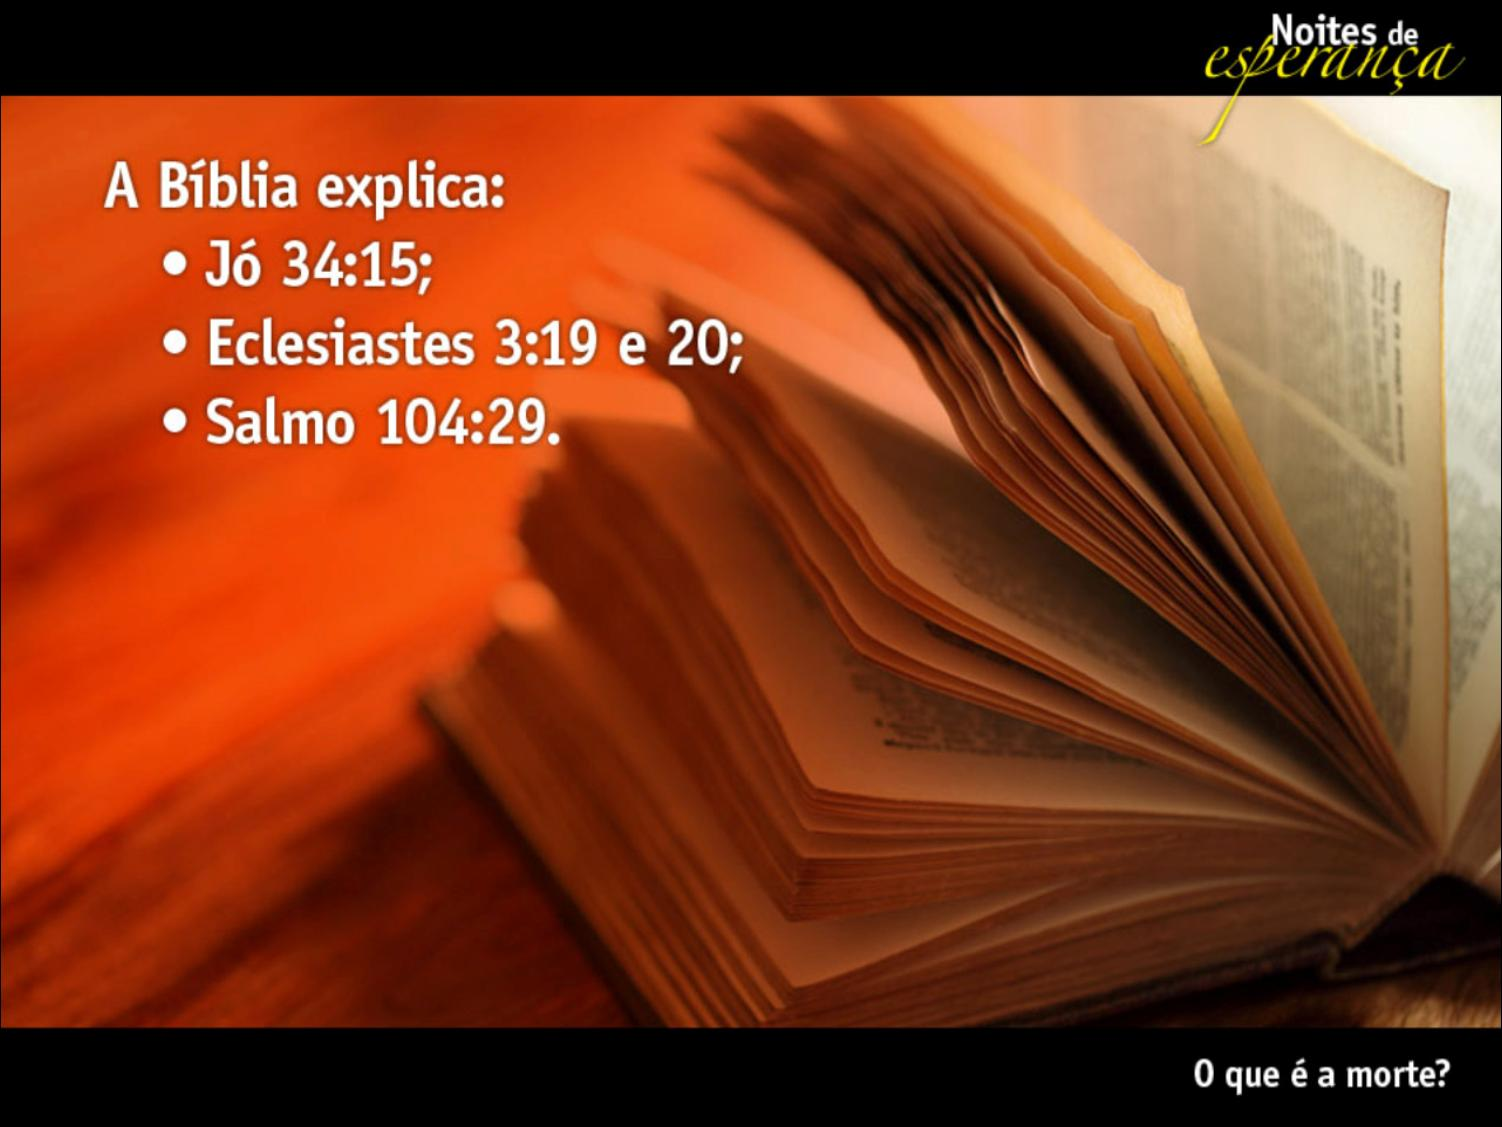 Noites de
esperança
A Bíblia explica:
• Jó 34:15;
• Eclesiastes 3:19 e 20;
• Salmo 104:29.
O que é a morte?